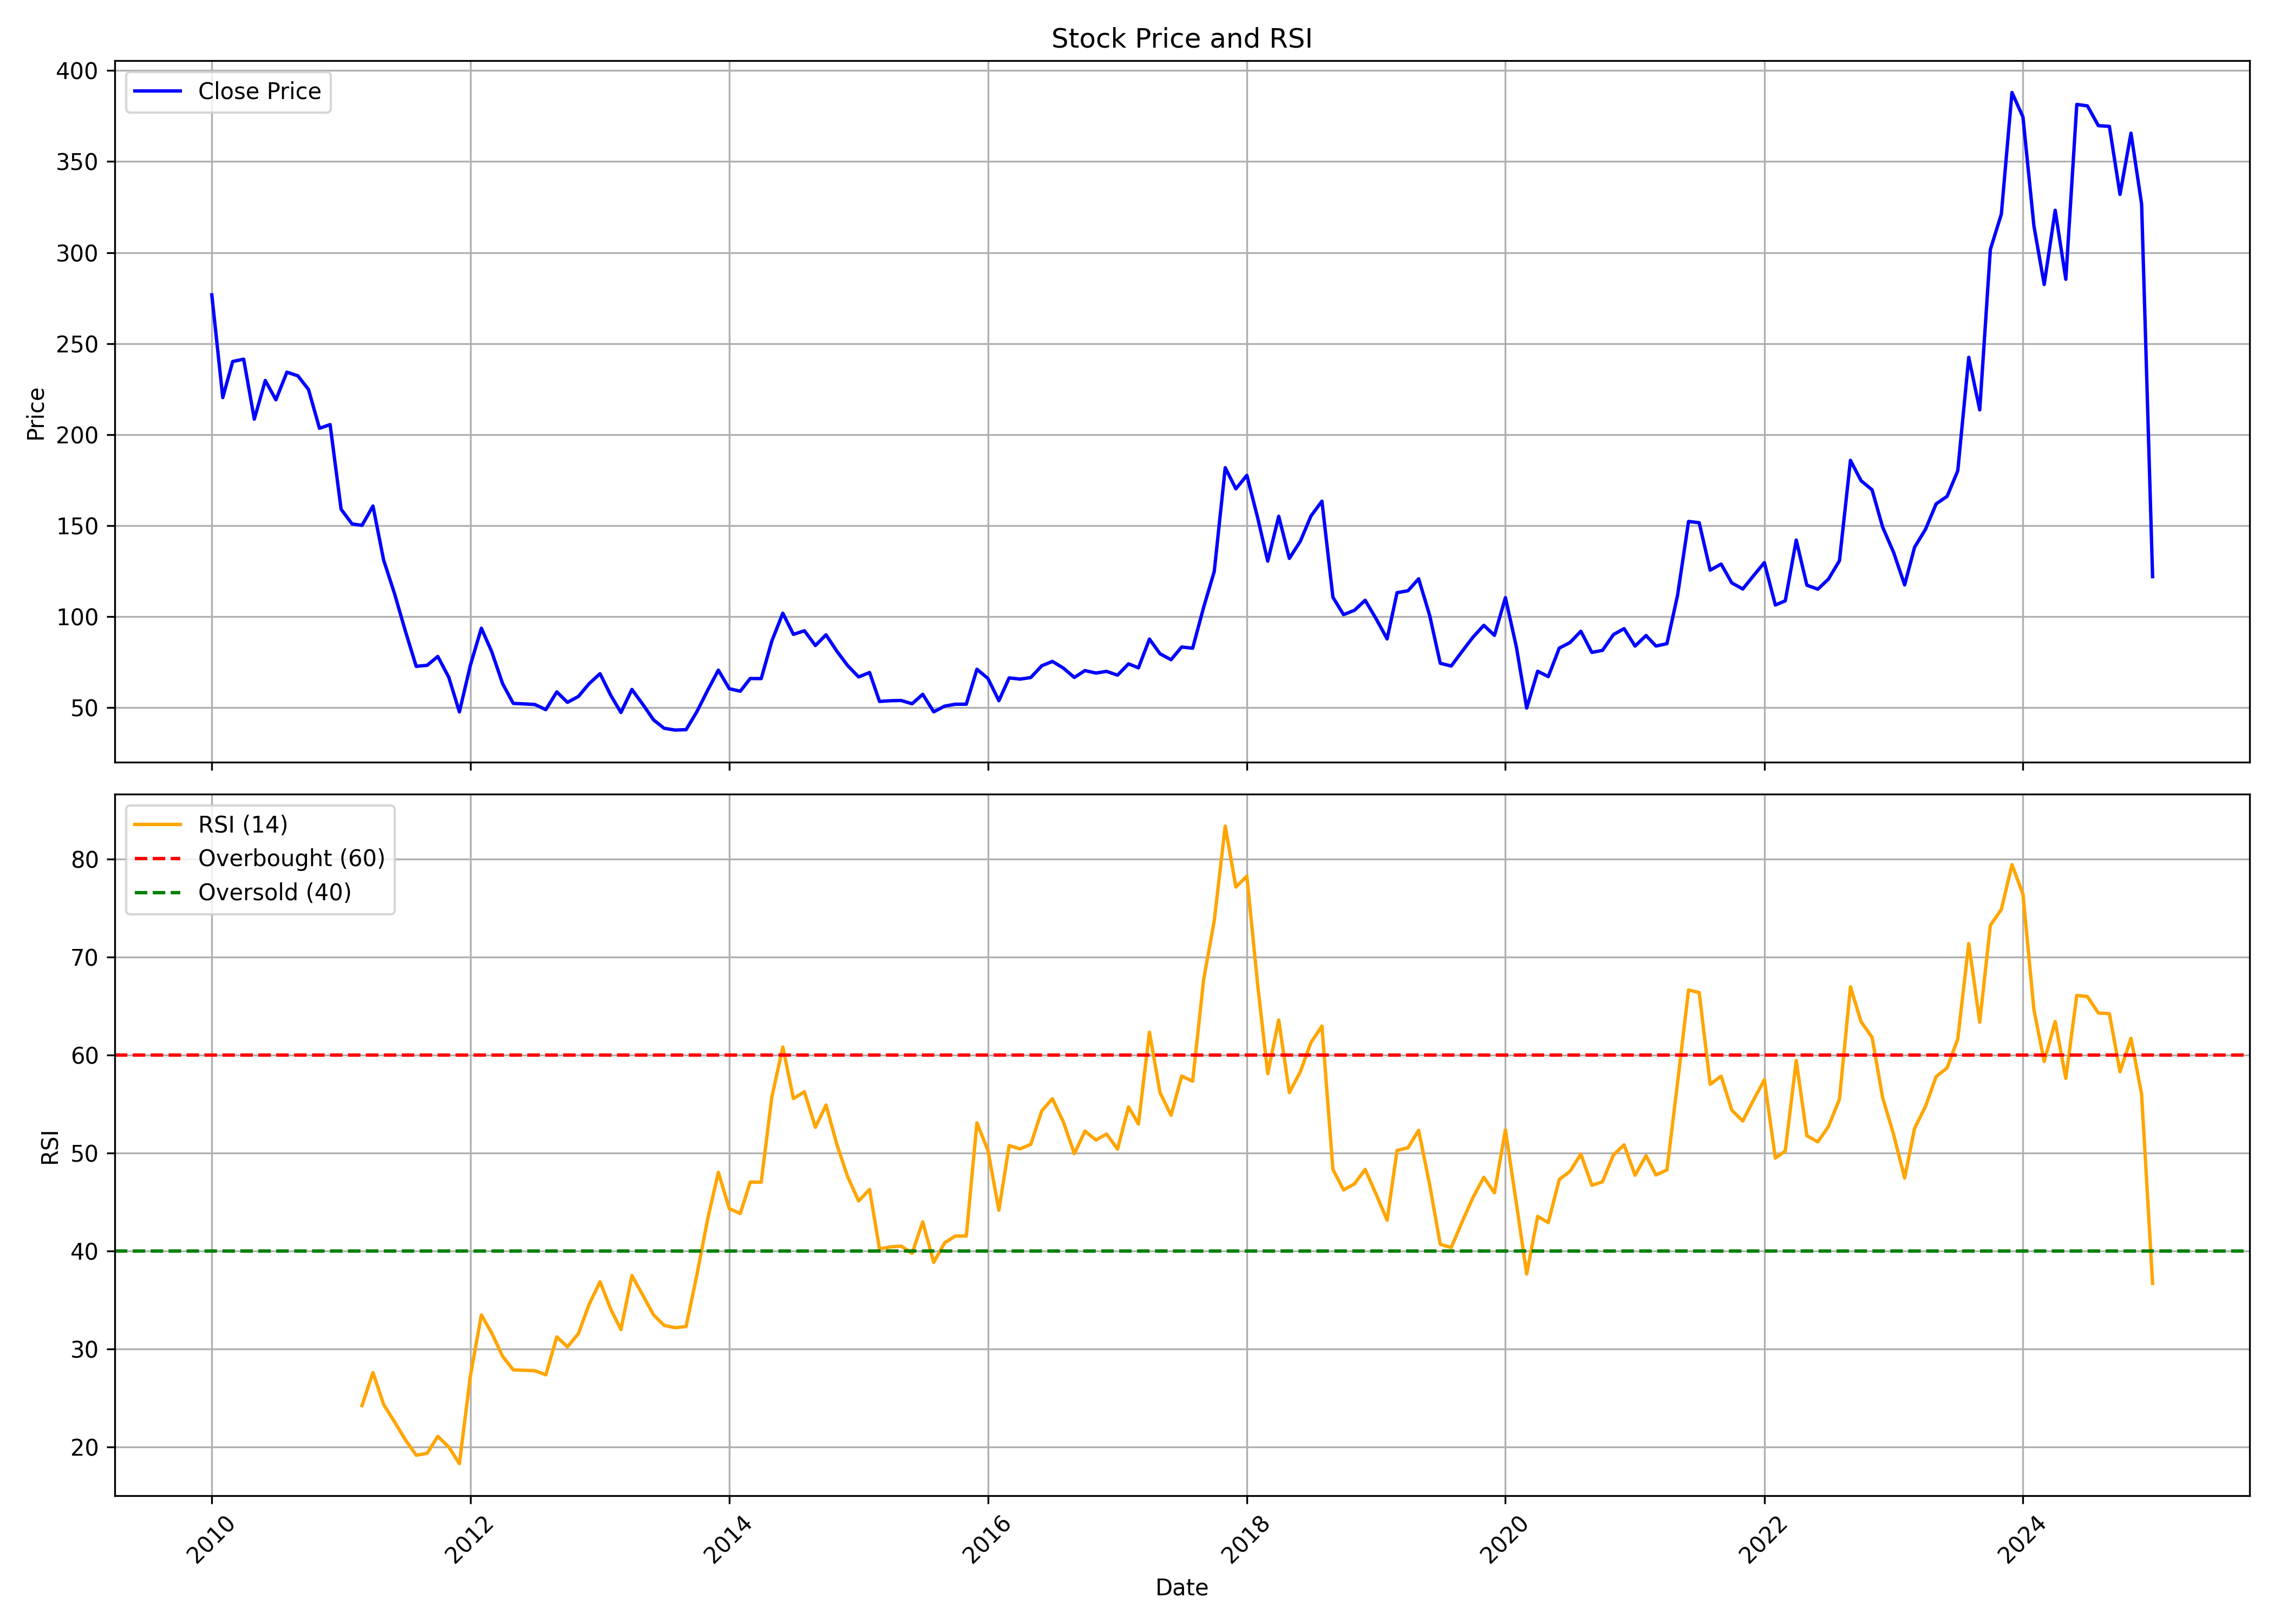 Stock Price and RSI
Close Price
400
350
300
250
200
150
100
50
Price
RSI (14)
Overbought (60)
Oversold (40)
80
70
60
50
40
30
20
RSI
2010
2012
2014
2016
2018
2020
2022
2024
Date